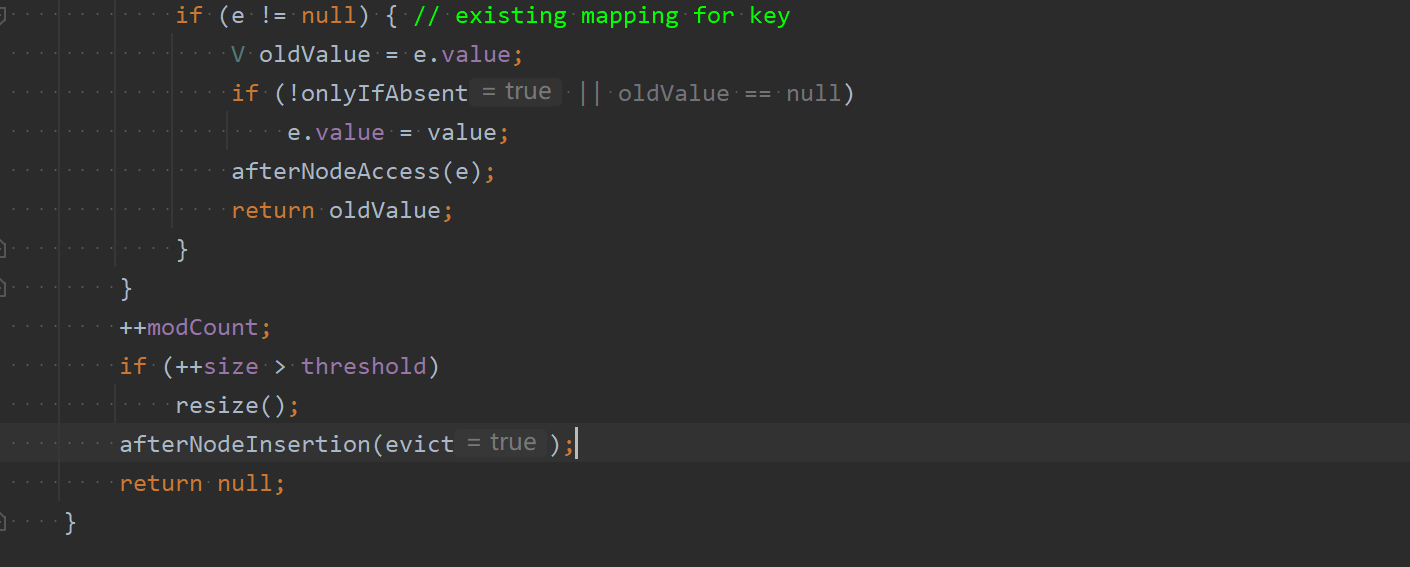 if (e != null) { // existing mapping for key
V oldValue = e.value;
if (!onlyIfAbsent = true || oldValue == null)
e.value = value;
afterNodeAccess(e);
return oldValue;
}
}
++modCount;
if (++size > threshold)
resize();
afterNodeInsertion(evict = true );
return null;
}